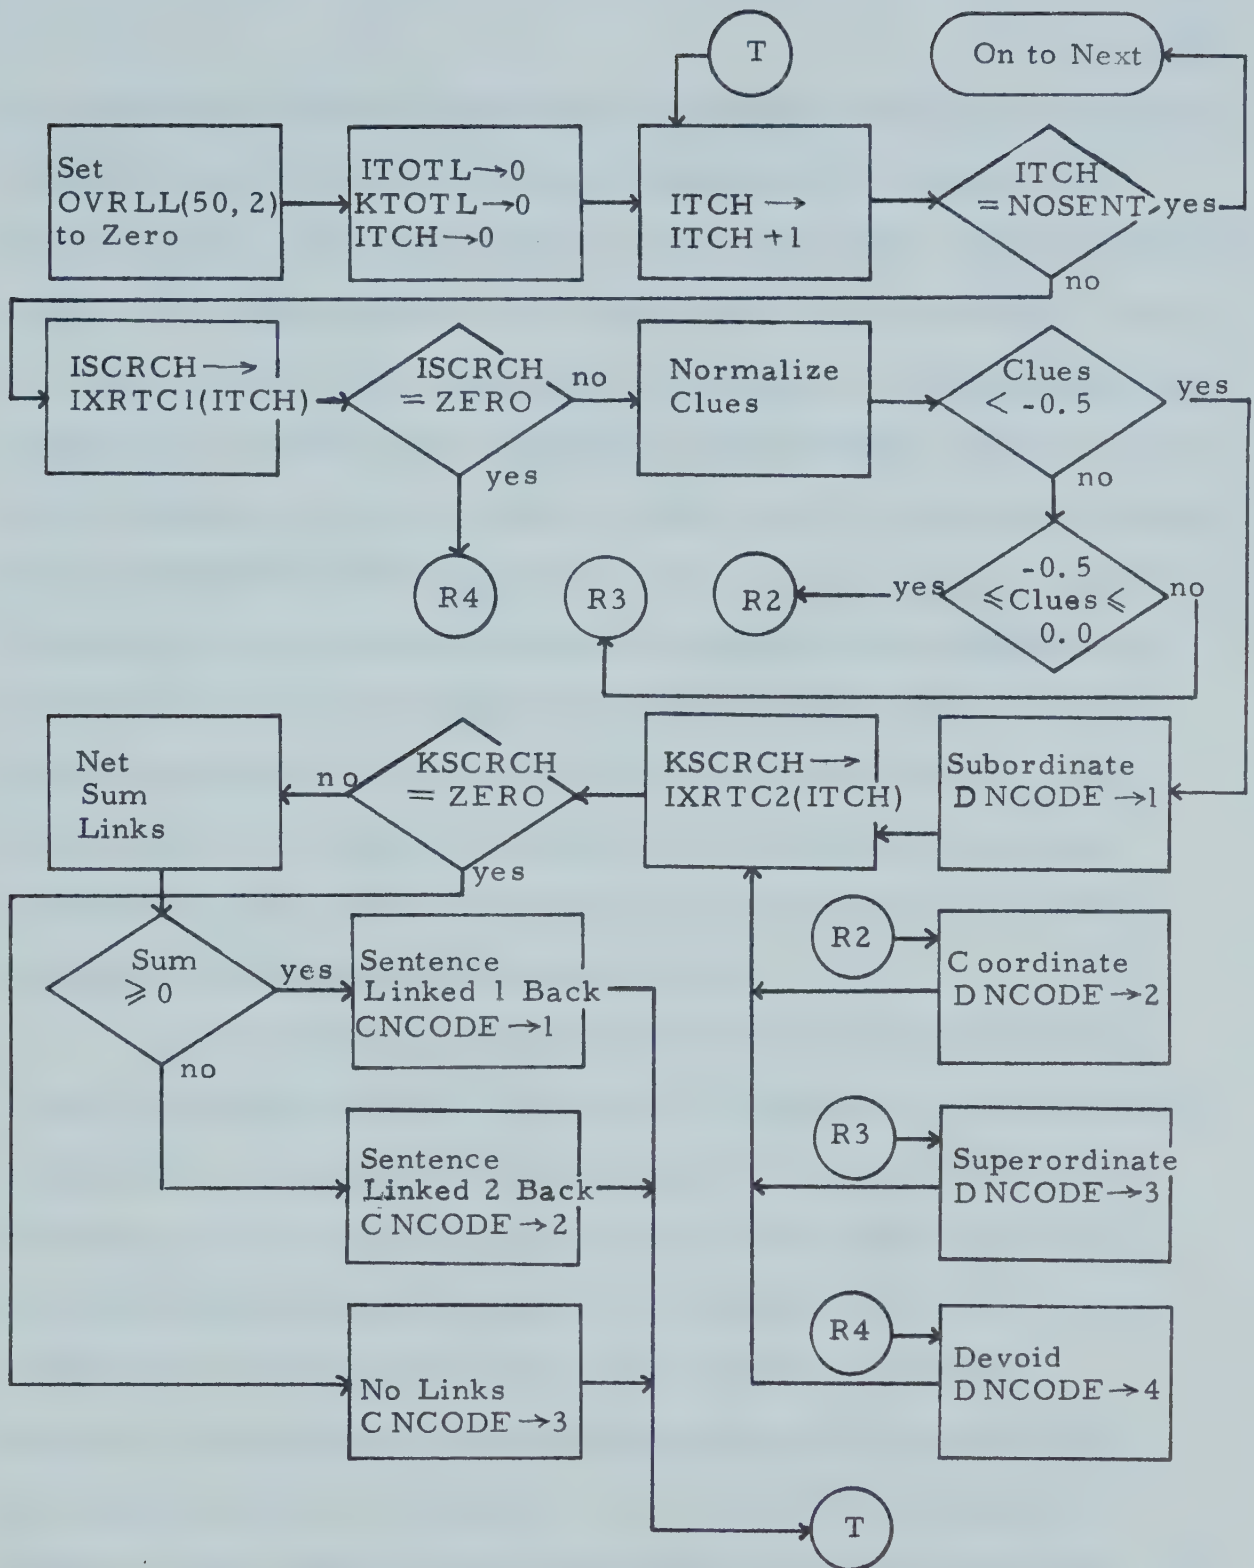 T
On to Next
Set
OVRLL(50, 2)
to Zero
ITOTL→0
KTOTL→0
ITCH→0
ITCH →
ITCH +1
ITCH
= NOSENT
yes
no
ISCRCH →
IXRTC1(ITCH)
ISCRCH
= ZERO
no
yes
Normalize
Clues
Clues
< -0.5
yes
no
R4
R3
R2
yes
-0.5
≤Clues≤
0.0
no
Net
Sum
Links
no
KSCRCH
= ZERO
yes
KSCRCH →
IXRTC2(ITCH)
Subordinate
DNCODE →1
R2
Coordinate
DNCODE →2
Sum
≥ 0
yes
no
Sentence
Linked 1 Back
CNCODE →1
R3
Superordinate
DNCODE →3
Sentence
Linked 2 Back
CNCODE →2
R4
Devoid
DNCODE →4
No Links
CNCODE →3
T